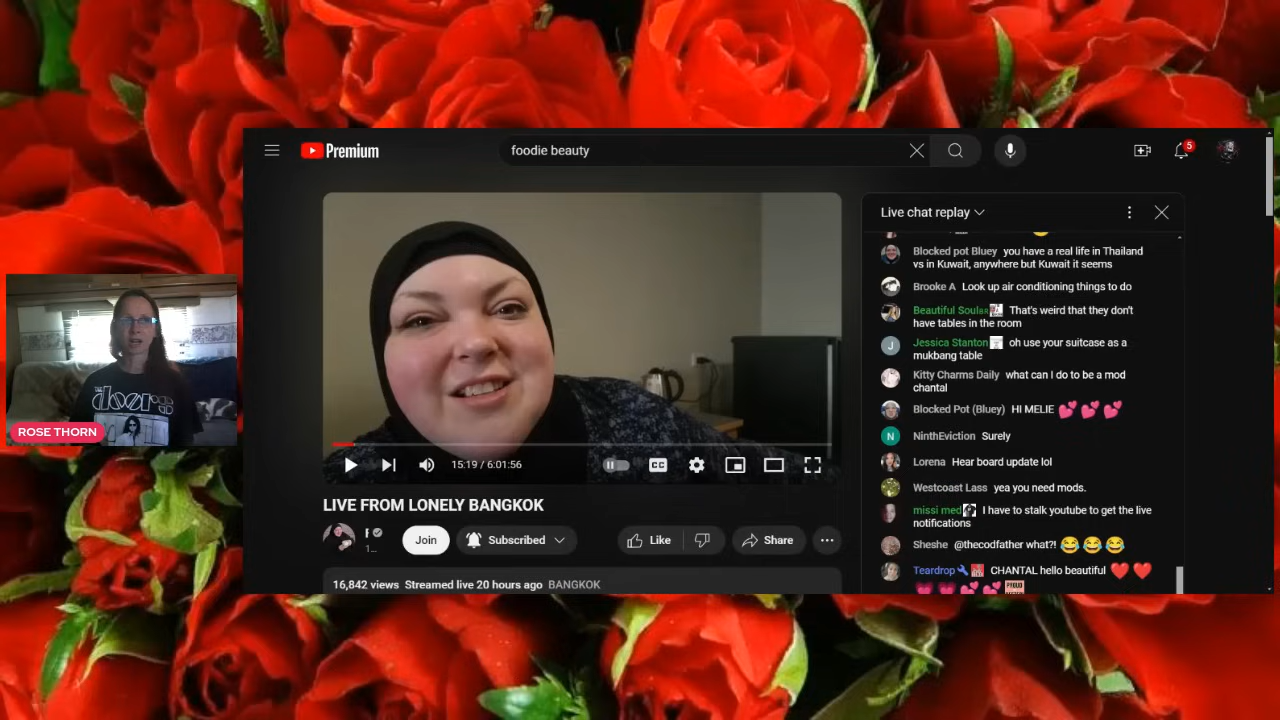 Premium
foodie beauty
5
Live chat replay
Blocked pot Bluey you have a real life in Thailand
vs in Kuwait, anywhere but Kuwait it seems
Brooke A Look up air conditioning things to do
Beautiful Soul That's weird that they don't
have tables in the room
J
Jessica Stanton oh use your suitcase as a
mukbang table
Kitty Charms Daily what can I do to be a mod
chantal
Blocked Pot (Bluey) HI MELIE 💕 💕 💕
N
NinthEviction Surely
Lorena Hear board update lol
Westcoast Lass yea you need mods.
missi med I have to stalk youtube to get the live
notifications
Sheshe @thecodfather what?! 😂 😂 😂
Teardrop CHANTAL hello beautiful ❤️ ❤️
CC
15:19 / 6:01:56
LIVE FROM LONELY BANGKOK
1...
Join
Subscribed
Like
Share
16,842 views Streamed live 20 hours ago BANGKOK
THE
doors
ROSE THORN